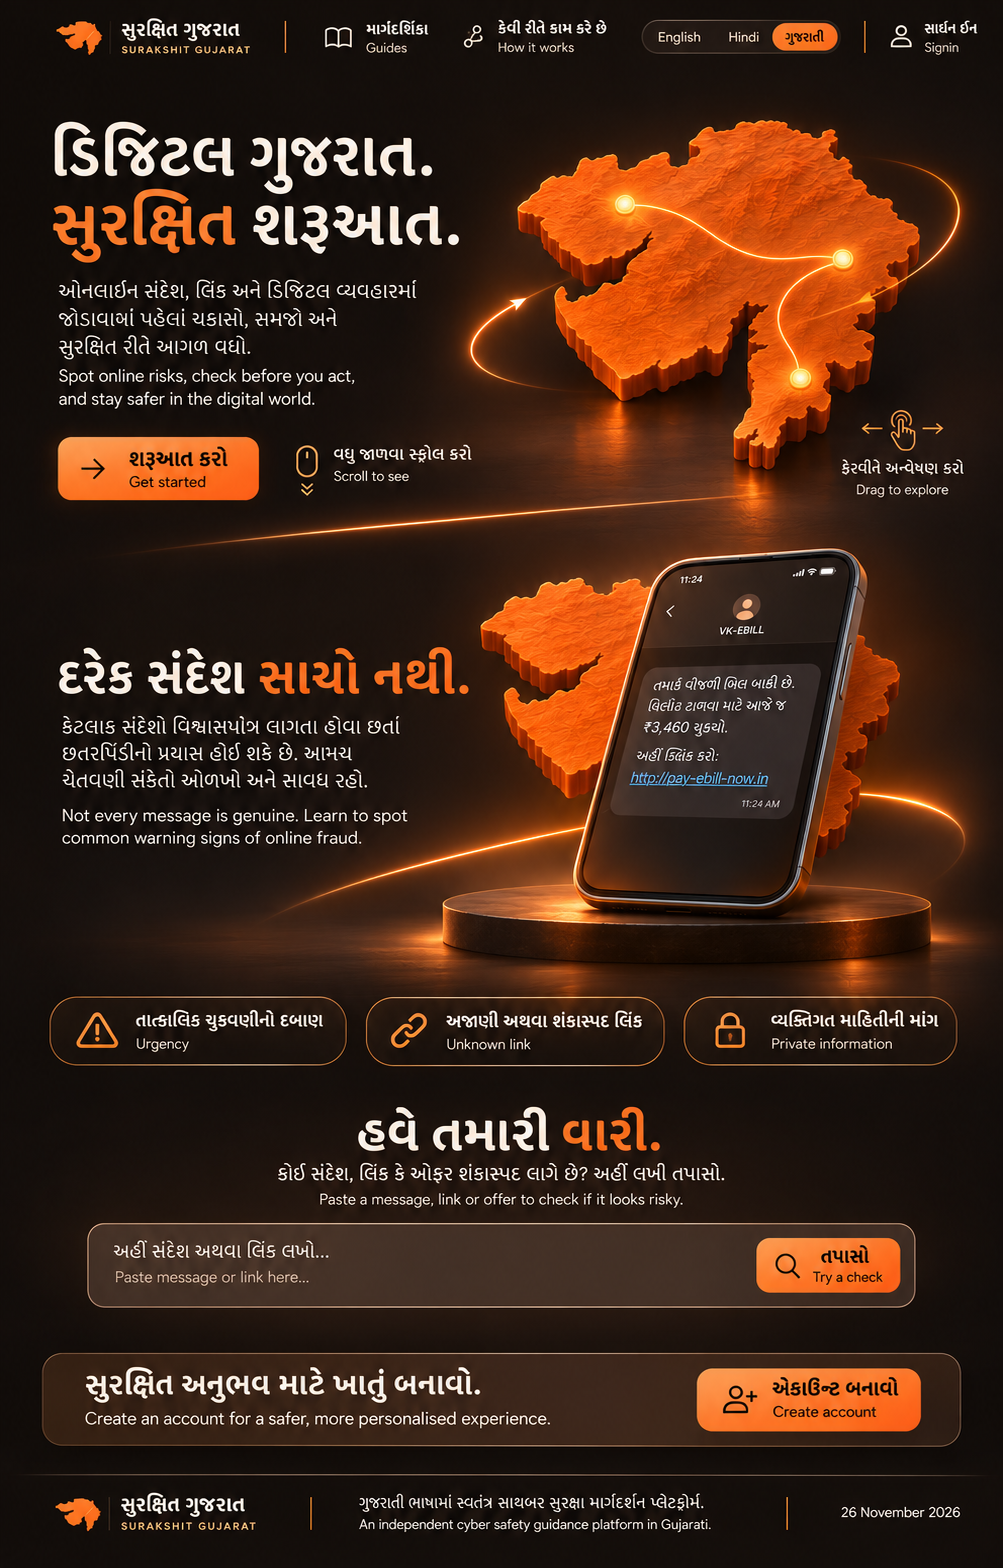 સુરક્ષિત ગુજરાત
SURAKSHIT GUJARAT
માર્ગદર્શિકા
Guides
કેવી રીતે કામ કરે છે
How it works
English
Hindi
ગુજરાતી
સાઇન ઈન
Signin
ડિજિટલ ગુજરાત.
સુરક્ષિત શરૂઆત.
ઓનલાઈન સંદેશ, લિંક અને ડિજિટલ વ્યવહારમાં
જોડાવામાં પહેલાં ચકાસો, સમજો અને
સુરક્ષિત રીતે આગળ વધો.
Spot online risks, check before you act,
and stay safer in the digital world.
શરૂઆત કરો
Get started
વધુ જાળવા સ્ક્રોલ કરો
Scroll to see
ફેરવીને અન્વેષણ કરો
Drag to explore
11:24
VK-EBILL
તમાર્ક વીજળી બિલ બાકી છે.
ટાળવા માટે આજે જ
₹3,460 ચુકચો.
અહીં ક્લિંક કરો:
http://pay-ebill-now.in
11:24 AM
દરેક સંદેશ સાચો નથી.
કેટલાક સંદેશો વિશ્વાસપોત્ર લાગતા હોવા છતાં
છતરપિંડીનો પ્રયાસ હોઈ શકે છે. આમચ
ચેતવણી સંકેતો ઓળખો અને સાવધ રહો.
Not every message is genuine. Learn to spot
common warning signs of online fraud.
તાત્કાલિક ચુકવણીનો દબાણ
Urgency
અજાણી અથવા શંકાસ્પદ લિંક
Unknown link
વ્યક્તિગત માહિતીની માંગ
Private information
હવે તમારી વારી.
કોઈ સંદેશ, લિંક કે ઓફર શંકાસ્પદ લાગે છે? અહીં લખી તપાસો.
Paste a message, link or offer to check if it looks risky.
અહીં સંદેશ અથવા લિંક લખો...
Paste message or link here...
તપાસો
Try a check
સુરક્ષિત અનુભવ માટે ખાતું બનાવો.
Create an account for a safer, more personalised experience.
એકાઉન્ટ બનાવો
Create account
સુરક્ષિત ગુજરાત
SURAKSHIT GUJARAT
ગુજરાતી ભાષામાં સ્વતંત્ર સાયબર સુરક્ષા માર્ગદર્શન પ્લેટફોર્મ.
An independent cyber safety guidance platform in Gujarati.
26 November 2026